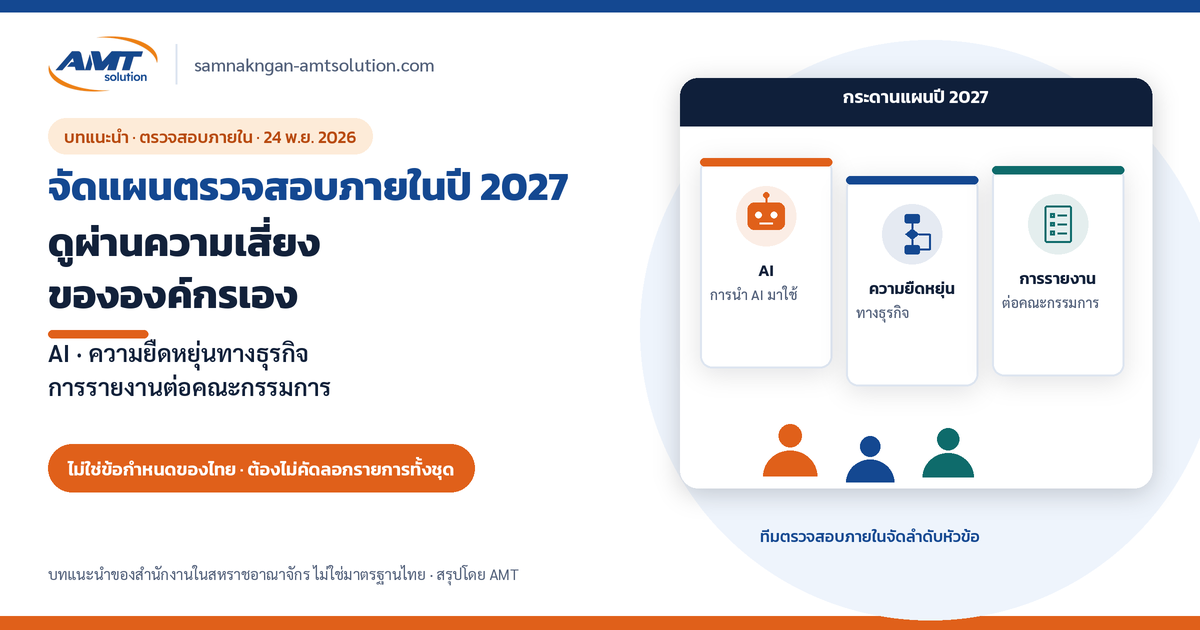 AMT
solution
samnakngan-amtsolution.com
บทแนะนำ · ตรวจสอบภายใน · 24 พ.ย. 2026
จัดแผนตรวจสอบภายในปี 2027
ดูผ่านความเสี่ยง
ขององค์กรเอง
AI · ความยืดหยุ่นทางธุรกิจ
การรายงานต่อคณะกรรมการ
ไม่ใช่ข้อกำหนดของไทย · ต้องไม่คัดลอกรายการทั้งชุด
บทแนะนำของสำนักงานในสหราชอาณาจักร ไม่ใช่มาตรฐานไทย · สรุปโดย AMT
กระดานแผนปี 2027
AI
การนำ AI มาใช้
ความยืดหยุ่น
ทางธุรกิจ
การรายงาน
ต่อคณะกรรมการ
ทีมตรวจสอบภายในจัดลำดับหัวข้อ